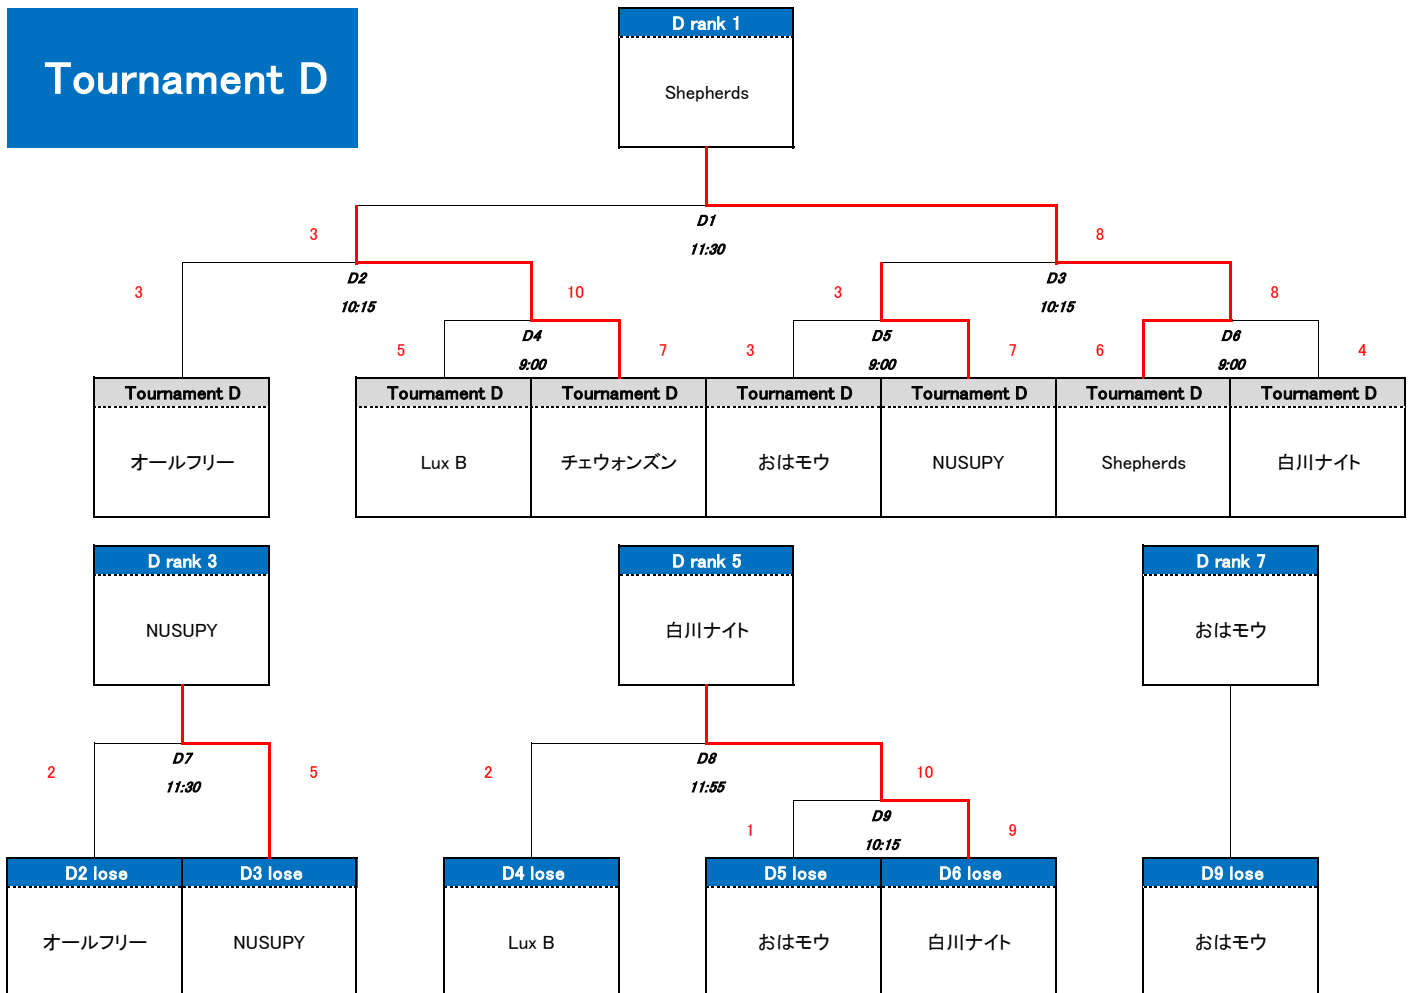 D rank 1
Tournament D
Shepherds
D1
3 8
11:30
D2 D3
3 10 3 8
10:15 10:15
D4 D5 D6
5 7 3 7 6 4
9:00 9:00 9:00
Tournament D Tournament D Tournament D Tournament D Tournament D Tournament D Tournament D
オールフリー Lux B チェウォンズン おはモウ NUSUPY Shepherds 白川ナイト
D rank 3 D rank 5 D rank 7
NUSUPY 白川ナイト おはモウ
D7 D8
2 5 2 10
11:30 11:55
D9
1 9
10:15
D2 lose D3 lose D4 lose D5 lose D6 lose D9 lose
オールフリー NUSUPY Lux B おはモウ 白川ナイト おはモウ